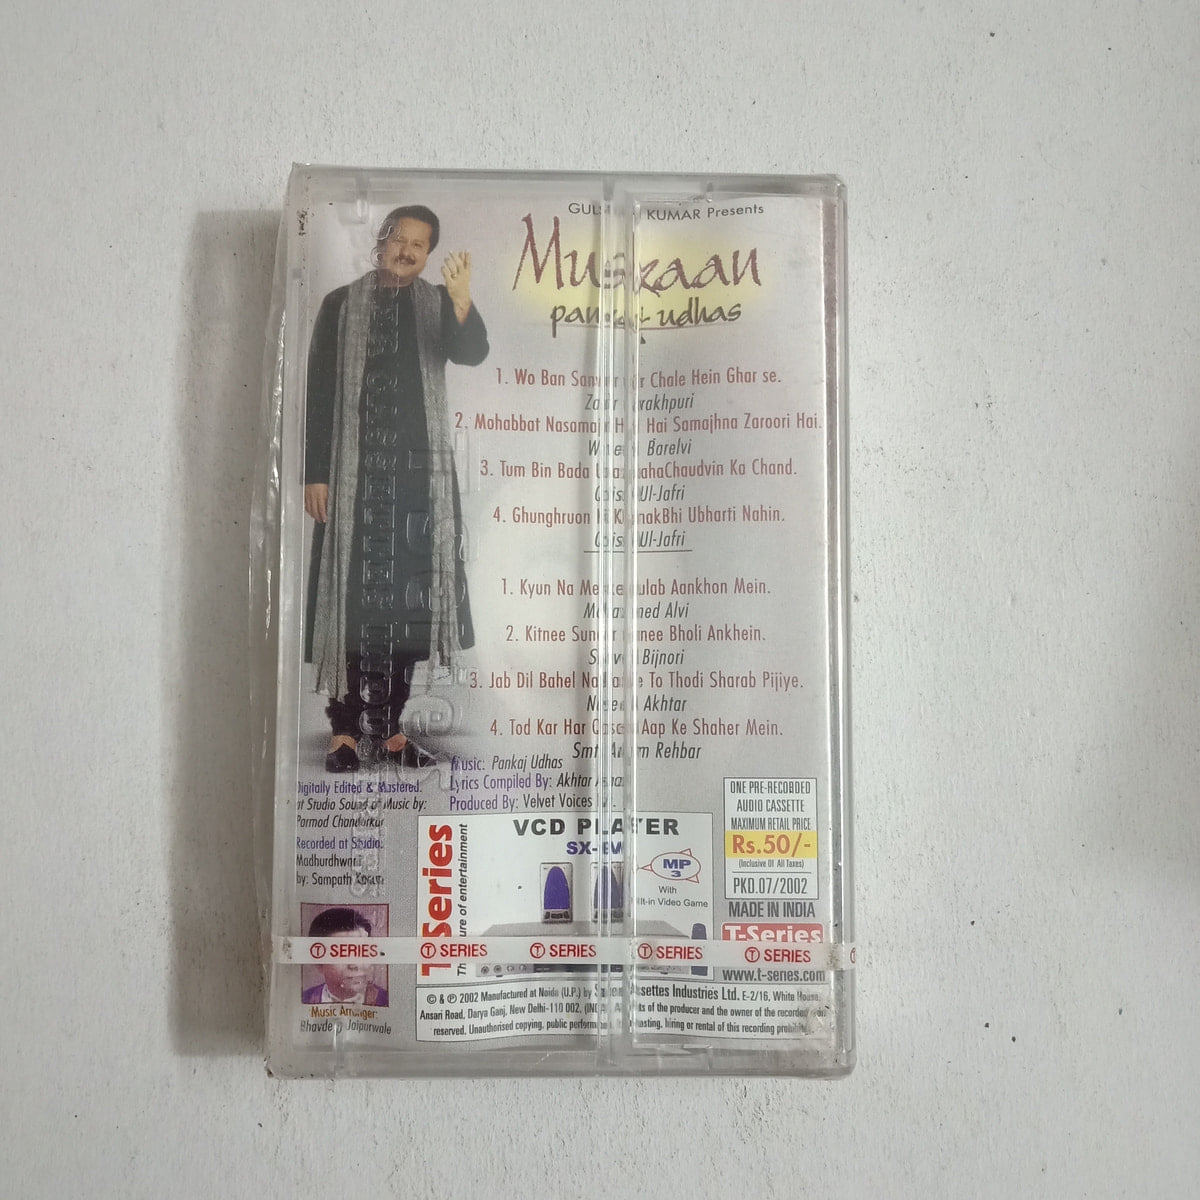 KUMAR Presents
Muskaan
pankaj udhas
1. Wo Ban Chale Hein Ghar se.
2. Mohabbat Hai Samajhna Zaroori Hai.
Barelvi
3. Tum Bin Bada Chaudvin Ka Chand.
Ul-Jafri
4. Ghunghruon Bhi Ubharti Nahin.
Ul-Jafri
1. Kyun Na Aankhon Mein.
Alvi
2. Kitnee Bholi Ankhein.
Bijnori
3. Jab Dil Bahel Na To Thodi Sharab Pijiye.
Akhtar
4. Tod Kar Har Aap Ke Shaher Mein.
Rehbar
Music: Pankaj Udhas
Lyrics Compiled By: Akhtar
Produced By: Velvet Voices
Digitally Edited & Mastered
at Studio Sound of Music by:
Parmod Chandorkar
Recorded at Studio:
by: Sampath
Music Arranger
Jaipurwale
T-Series
of entertainment
VCD PLAYER
MP
3
With
Video Game
ONE PRE-RECORDED
AUDIO CASSETTE
MAXIMUM RETAIL PRICE
Rs.50/-
(Inclusive Of All Taxes)
PKD.07/2002
MADE IN INDIA
T-Series
T SERIES T SERIES T SERIES T SERIES T SERIES
www.t-series.com
© & ℗ 2002 Manufactured at Noida (U.P.) by Cassettes Industries Ltd. E-2/16, White House,
Ansari Road, Darya Ganj, New Delhi-110 002. of the producer and the owner of the recorded
reserved. Unauthorised copying, public hiring or rental of this recording